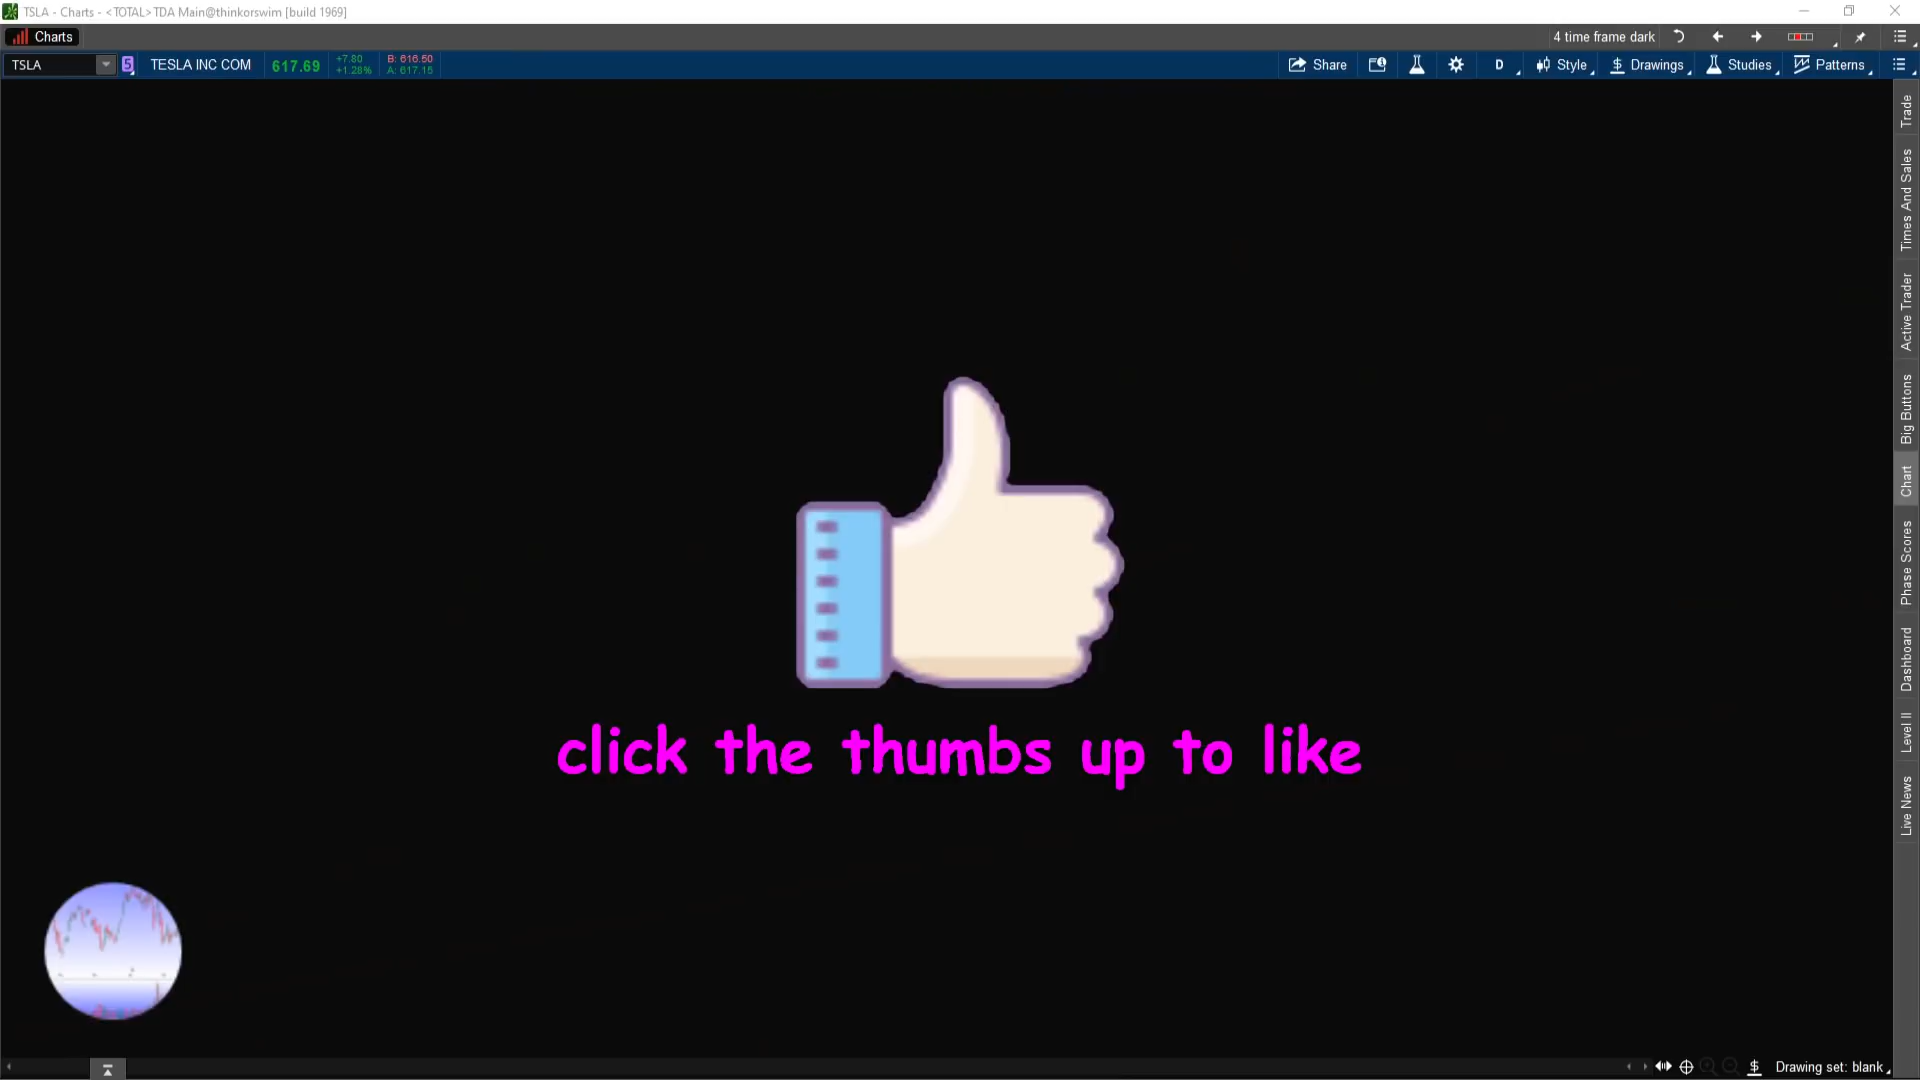 TSLA - Charts - <TOTAL> TDA Main@thinkorswim [build 1969]
Charts
4 time frame dark
TSLA
5
TESLA INC COM
617.69
+7.80
+1.28%
B: 616.50
A: 617.15
Share
D
Style
$ Drawings
Studies
Patterns
Trade
Times And Sales
Active Trader
Big Buttons
Chart
Phase Scores
Dashboard
Level II
Live News
click the thumbs up to like
$ Drawing set: blank